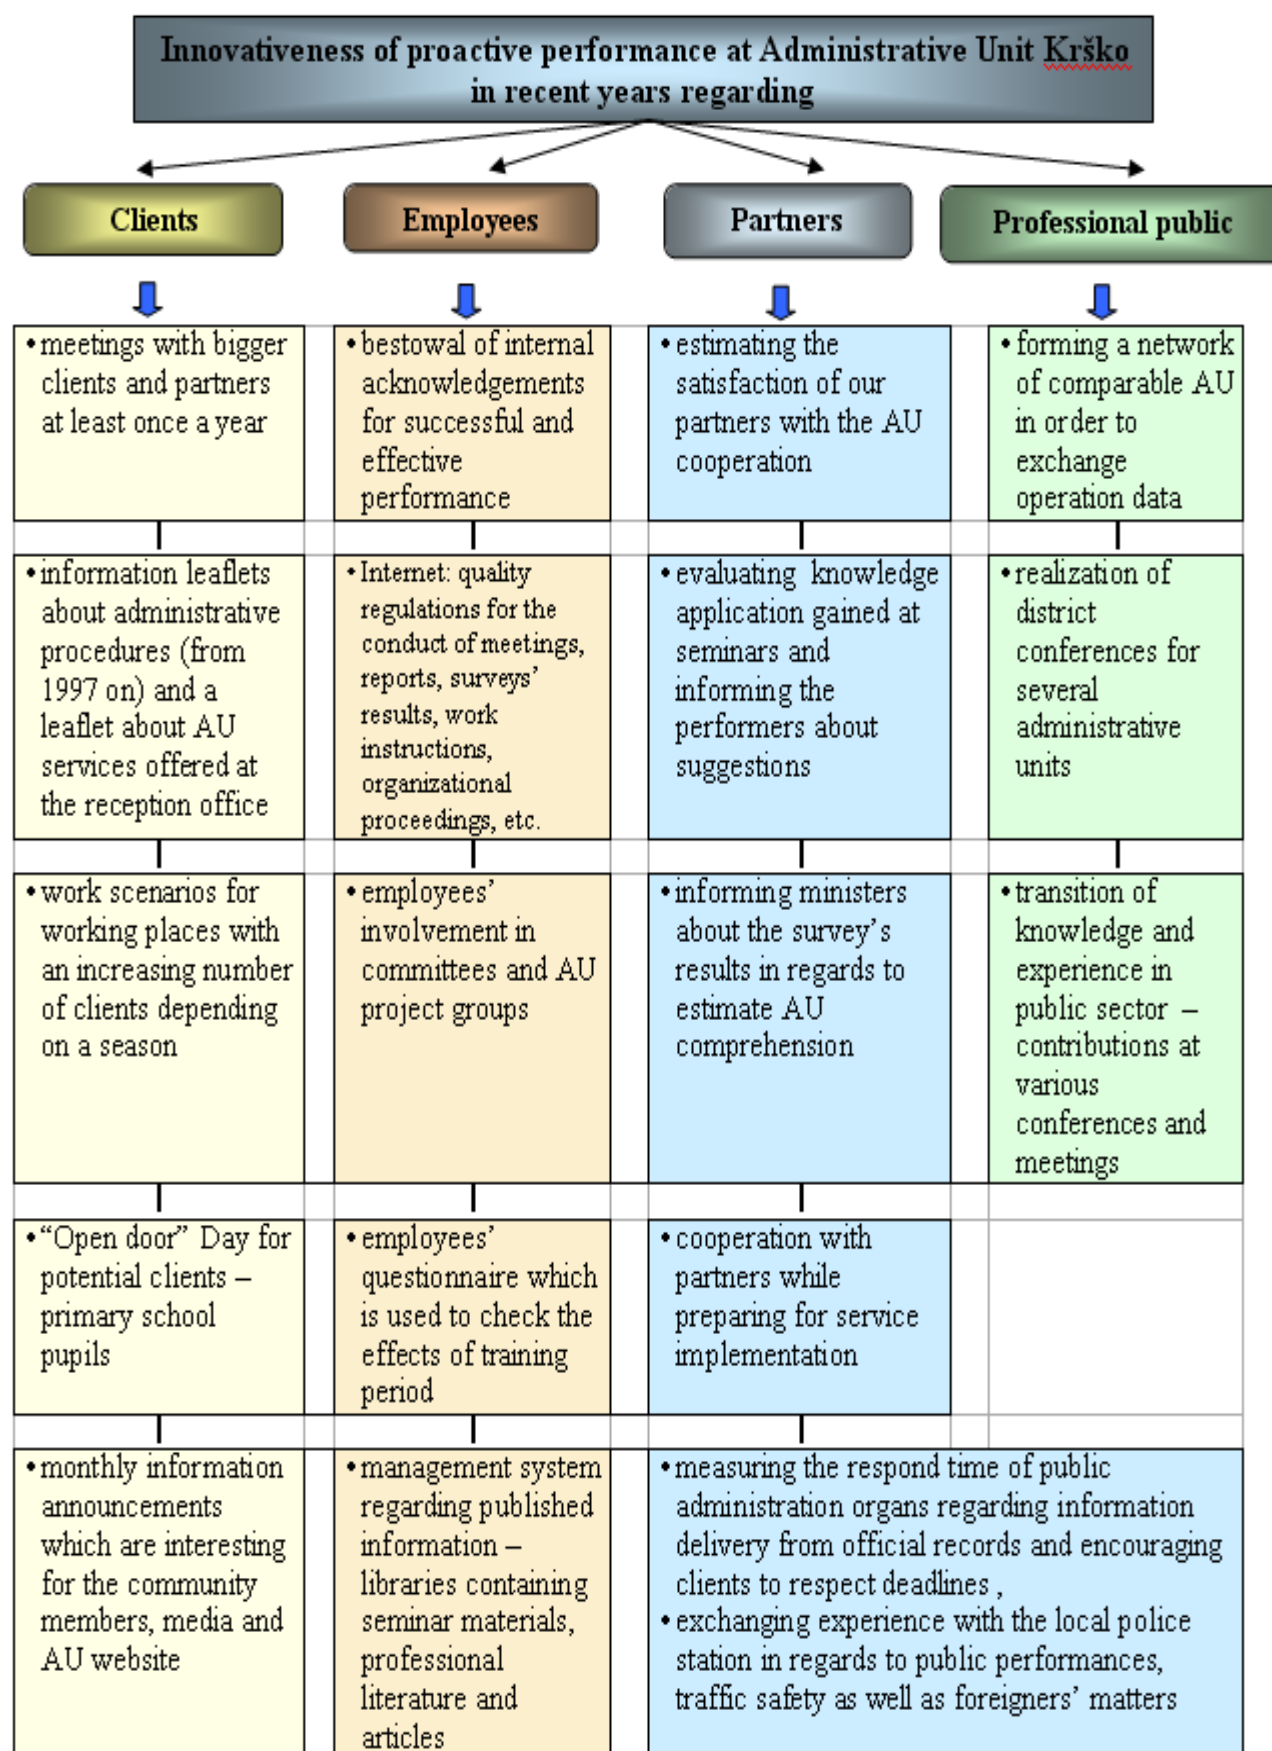 Innovativeness of proactive performance at Administrative Unit Krško
in recent years regarding
Clients
Employees
Partners
Professional public
• meetings with bigger
clients and partners
at least once a year
• bestowal of internal
acknowledgements
for successful and
effective
performance
• estimating the
satisfaction of our
partners with the AU
cooperation
• forming a network
of comparable AU
in order to
exchange
operation data
• information leaflets
about administrative
procedures (from
1997 on) and a
leaflet about AU
services offered at
the reception office
• Internet: quality
regulations for the
conduct of meetings,
reports, surveys’
results, work
instructions,
organizational
proceedings, etc.
• evaluating knowledge
application gained at
seminars and
informing the
performers about
suggestions
• realization of
district
conferences for
several
administrative
units
• work scenarios for
working places with
an increasing number
of clients depending
on a season
• employees’
involvement in
committees and AU
project groups
• informing ministers
about the survey’s
results in regards to
estimate AU
comprehension
• transition of
knowledge and
experience in
public sector –
contributions at
various
conferences and
meetings
• “Open door” Day for
potential clients –
primary school
pupils
• employees’
questionnaire which
is used to check the
effects of training
period
• cooperation with
partners while
preparing for service
implementation
• monthly information
announcements
which are interesting
for the community
members, media and
AU website
• management system
regarding published
information –
libraries containing
seminar materials,
professional
literature and
articles
• measuring the respond time of public
administration organs regarding information
delivery from official records and encouraging
clients to respect deadlines ,
• exchanging experience with the local police
station in regards to public performances,
traffic safety as well as foreigners’ matters